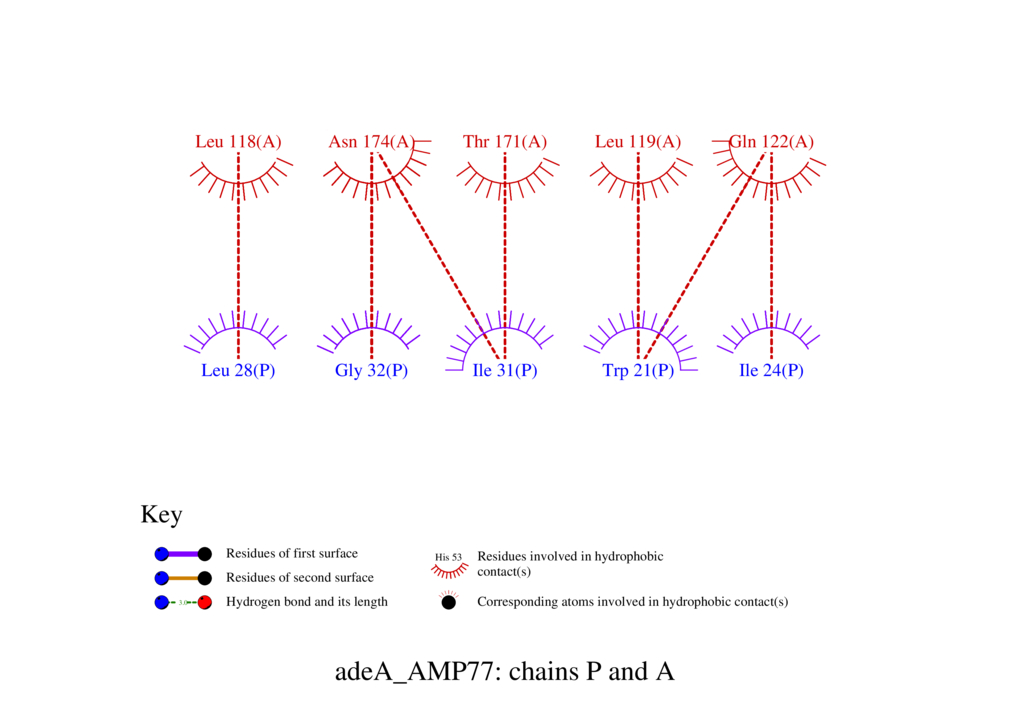 Leu 118(A) Asn 174(A) Thr 171(A) Leu 119(A) Gln 122(A)
Leu 28(P) Gly 32(P) Ile 31(P) Trp 21(P) Ile 24(P)
Key
Residues of first surface
Residues of second surface
3.0
Hydrogen bond and its length
His 53
Residues involved in hydrophobic
contact(s)
Corresponding atoms involved in hydrophobic contact(s)
adeA_AMP77: chains P and A